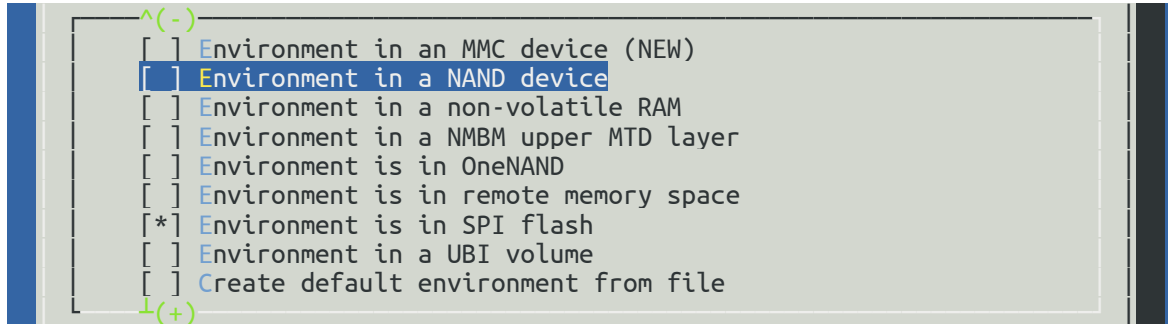 ^(-)
[ ] Environment in an MMC device (NEW)
[ ] Environment in a NAND device
[ ] Environment in a non-volatile RAM
[ ] Environment in a NMBM upper MTD layer
[ ] Environment is in OneNAND
[ ] Environment is in remote memory space
[*] Environment is in SPI flash
[ ] Environment in a UBI volume
[ ] Create default environment from file
┴(+)